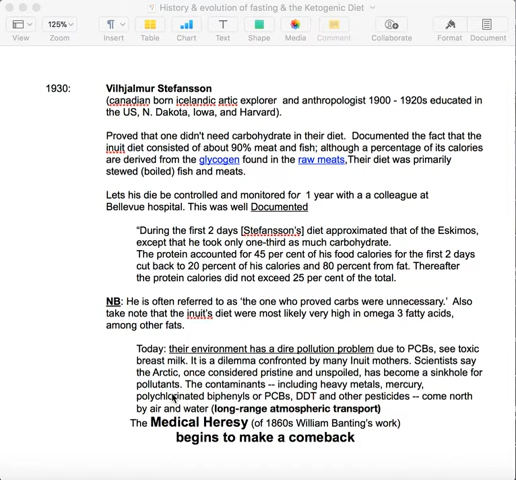 History & evolution of fasting & the Ketogenic Diet
125%
View Zoom Insert Table Chart Text Shape Media Comment Collaborate Format Document
1930: Vilhjalmur Stefansson
(canadian born icelandic artic explorer and anthropologist 1900 - 1920s educated in
the US, N. Dakota, Iowa, and Harvard).
Proved that one didn't need carbohydrate in their diet. Documented the fact that the
inuit diet consisted of about 90% meat and fish; although a percentage of its calories
are derived from the glycogen found in the raw meats,Their diet was primarily
stewed (boiled) fish and meats.
Lets his die be controlled and monitored for 1 year with a a colleague at
Bellevue hospital. This was well Documented
“During the first 2 days [Stefansson's] diet approximated that of the Eskimos,
except that he took only one-third as much carbohydrate.
The protein accounted for 45 per cent of his food calories for the first 2 days
cut back to 20 percent of his calories and 80 percent from fat. Thereafter
the protein calories did not exceed 25 per cent of the total.
NB: He is often referred to as ‘the one who proved carbs were unnecessary.’ Also
take note that the inuit's diet were most likely very high in omega 3 fatty acids,
among other fats.
Today: their environment has a dire pollution problem due to PCBs, see toxic
breast milk. It is a dilemma confronted by many Inuit mothers. Scientists say
the Arctic, once considered pristine and unspoiled, has become a sinkhole for
pollutants. The contaminants -- including heavy metals, mercury,
polychlorinated biphenyls or PCBs, DDT and other pesticides -- come north
by air and water (long-range atmospheric transport)
The Medical Heresy (of 1860s William Banting's work)
begins to make a comeback